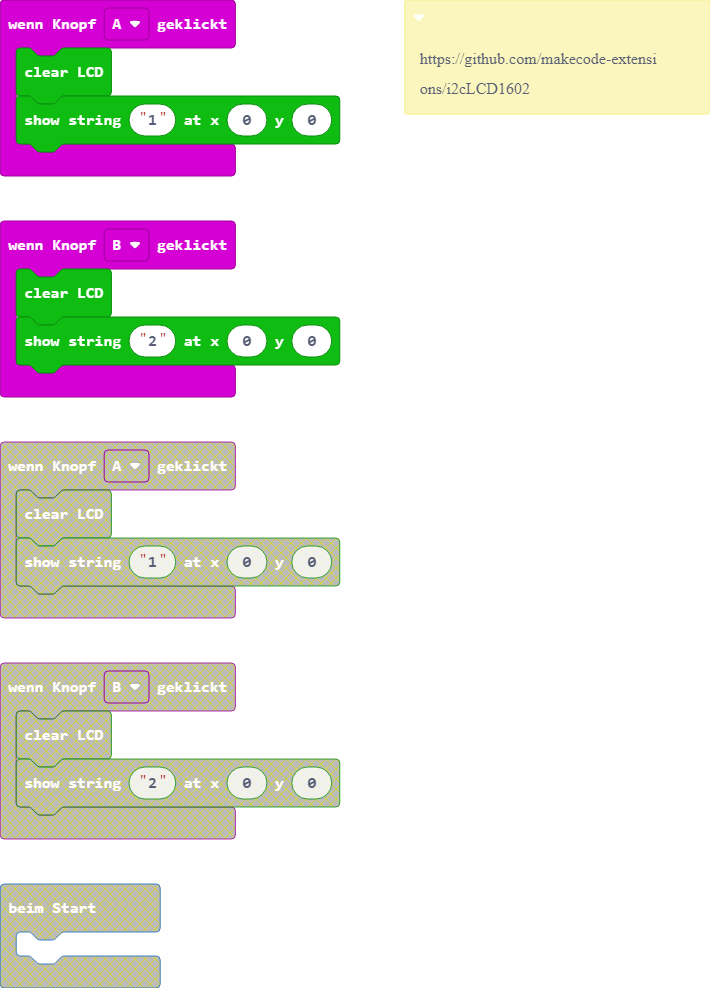 wenn Knopf A geklickt
clear LCD
show string "1" at x 0 y 0
https://github.com/makecode-extensi
ons/i2cLCD1602
wenn Knopf B geklickt
clear LCD
show string "2" at x 0 y 0
wenn Knopf A geklickt
clear LCD
show string "1" at x 0 y 0
wenn Knopf B geklickt
clear LCD
show string "2" at x 0 y 0
beim Start